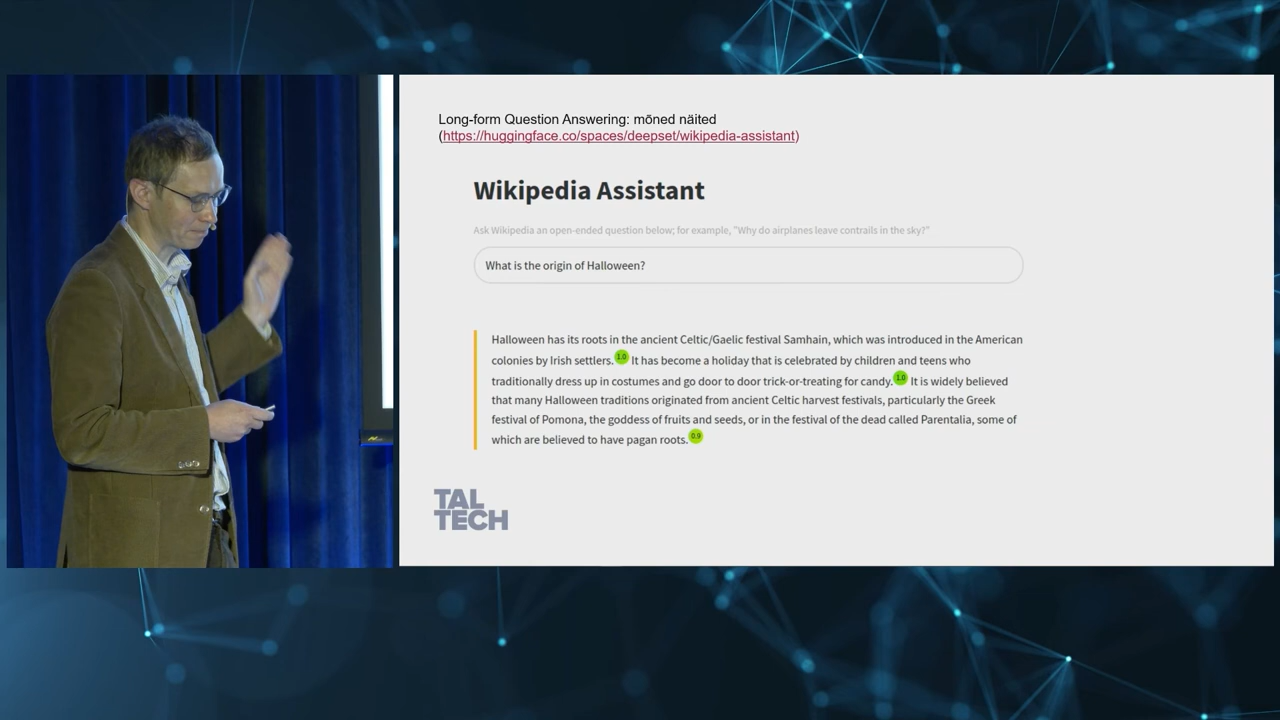 Long-form Question Answering: mõned näited
(https://huggingface.co/spaces/deepset/wikipedia-assistant)
Wikipedia Assistant
Ask Wikipedia an open-ended question below; for example, "Why do airplanes leave contrails in the sky?"
What is the origin of Halloween?
Halloween has its roots in the ancient Celtic/Gaelic festival Samhain, which was introduced in the American
colonies by Irish settlers. 1.0 It has become a holiday that is celebrated by children and teens who
traditionally dress up in costumes and go door to door trick-or-treating for candy. 1.0 It is widely believed
that many Halloween traditions originated from ancient Celtic harvest festivals, particularly the Greek
festival of Pomona, the goddess of fruits and seeds, or in the festival of the dead called Parentalia, some of
which are believed to have pagan roots. 0.9
TAL
TECH